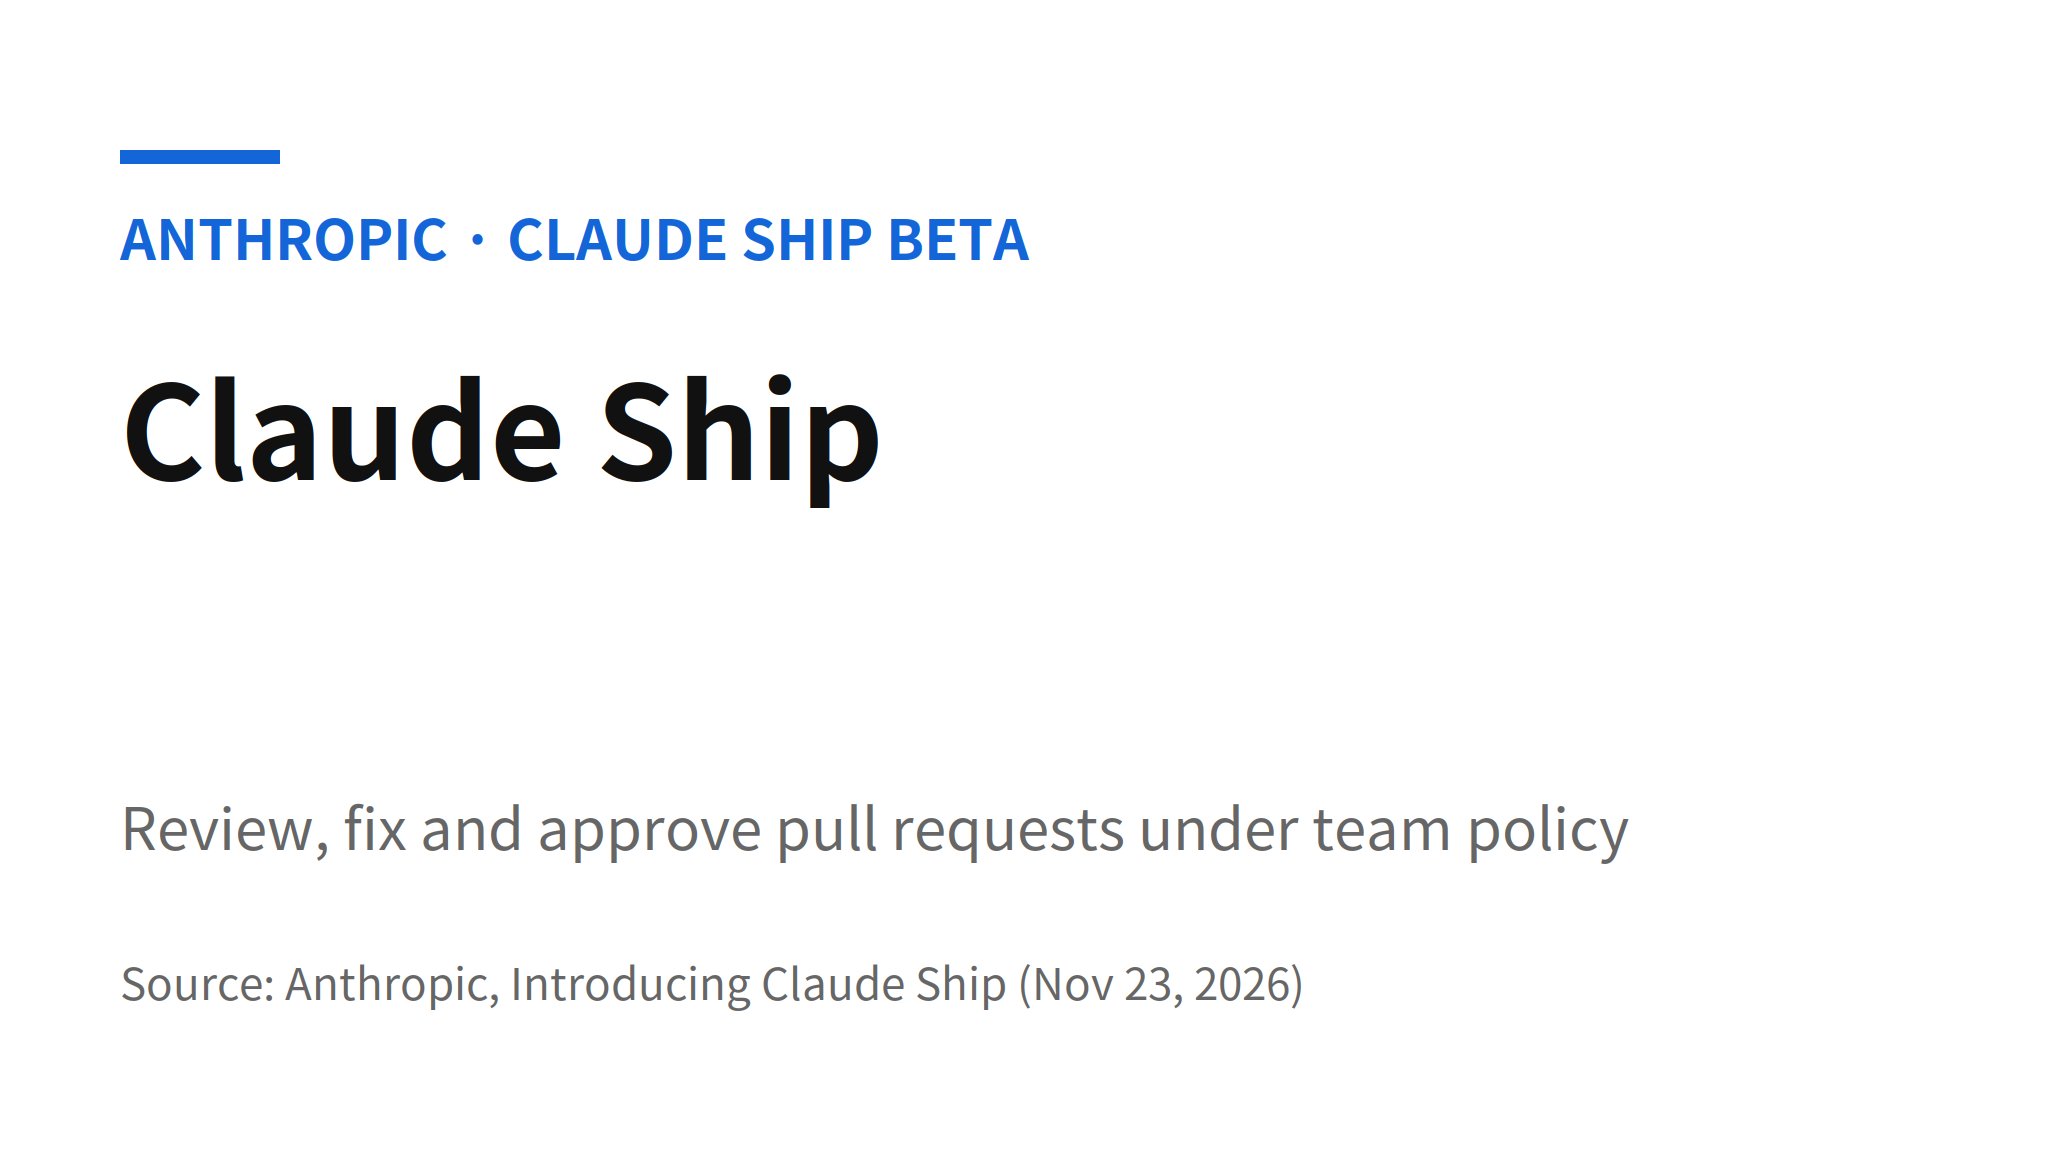 ANTHROPIC · CLAUDE SHIP BETA
Claude Ship
Review, fix and approve pull requests under team policy
Source: Anthropic, Introducing Claude Ship (Nov 23, 2026)